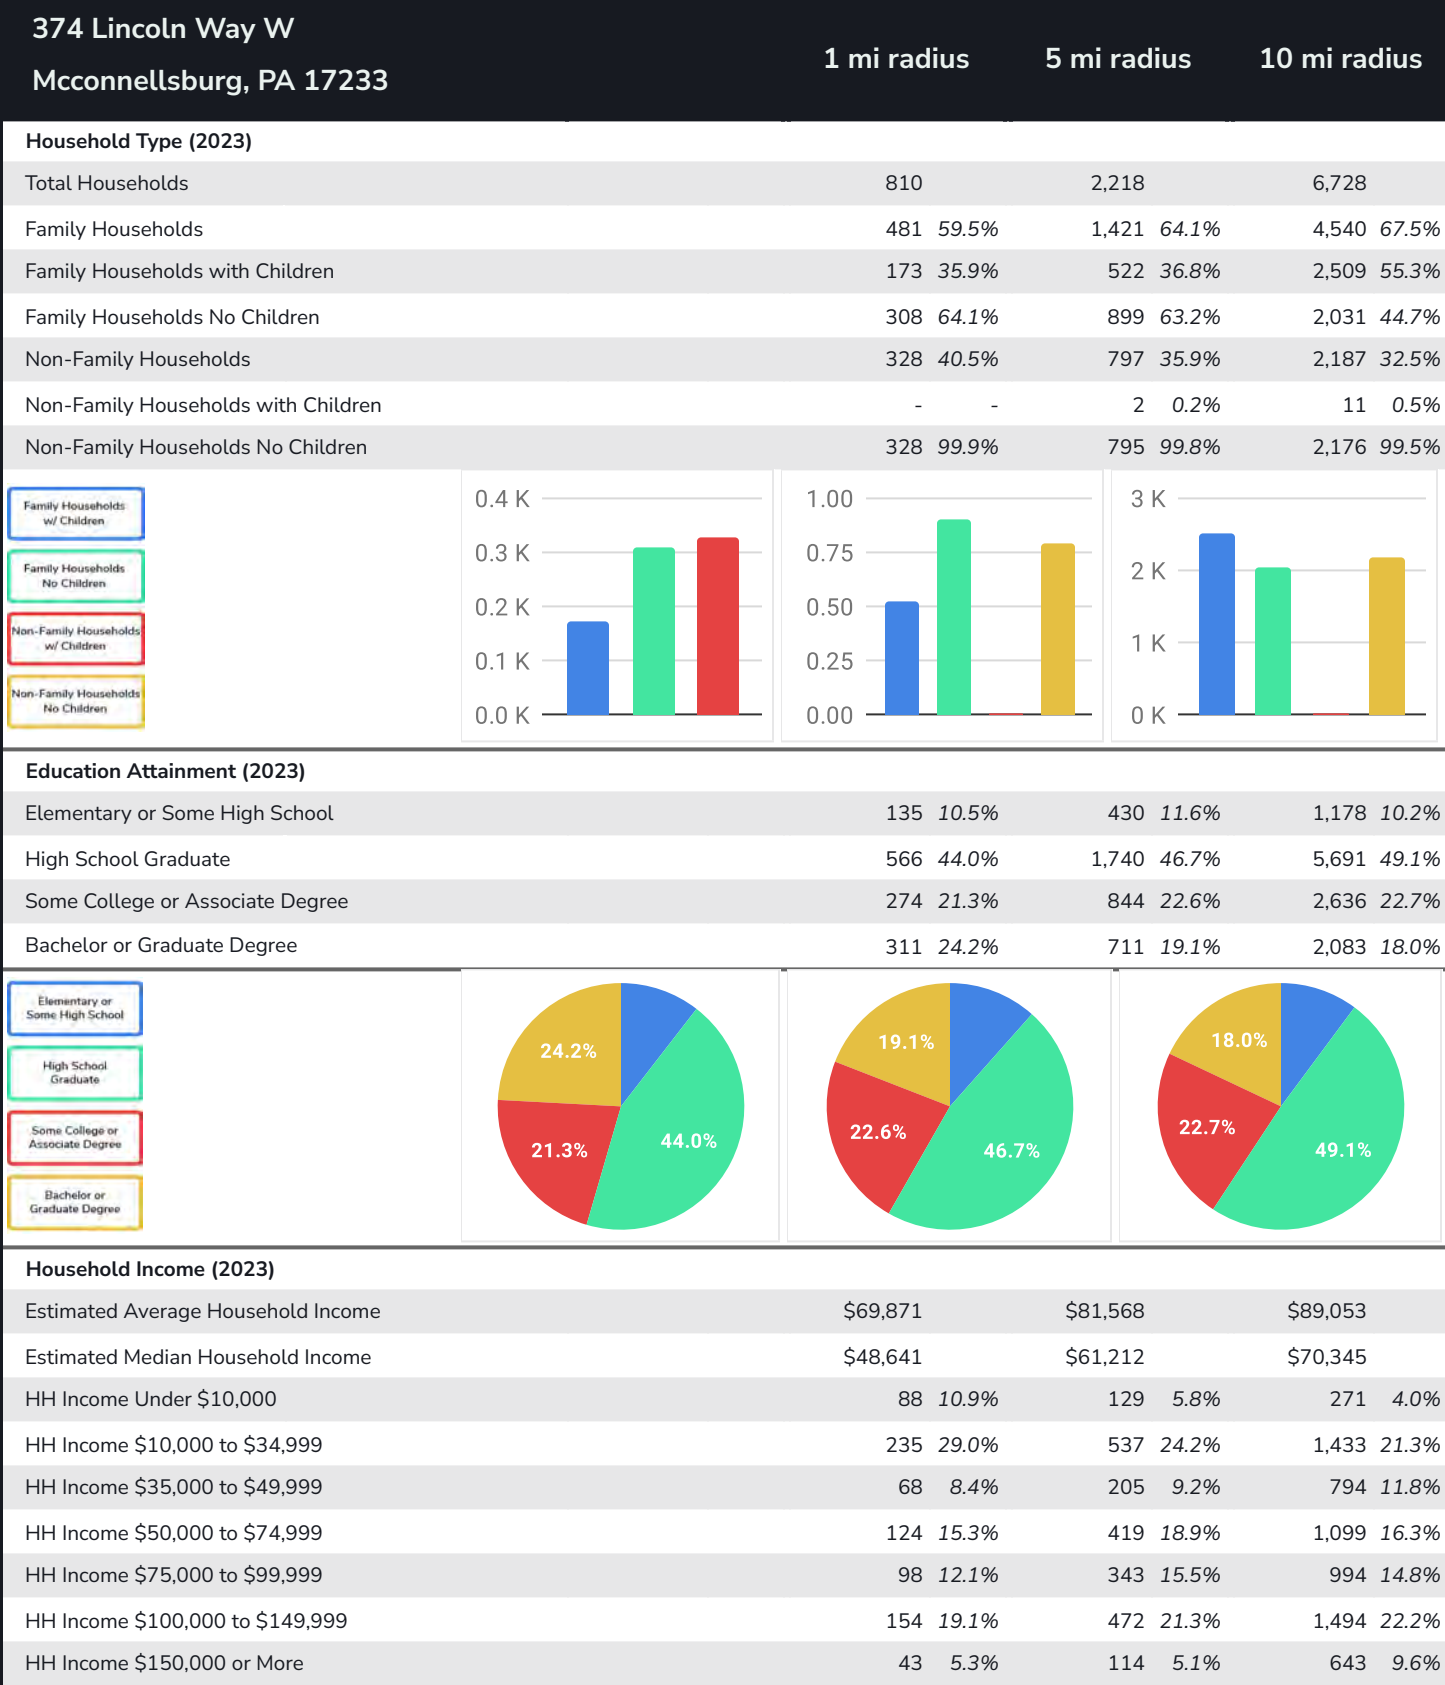 374 Lincoln Way W
Mcconnellsburg, PA 17233
1 mi radius 5 mi radius 10 mi radius
Household Type (2023)
Total Households 810 2,218 6,728
Family Households 481 59.5% 1,421 64.1% 4,540 67.5%
Family Households with Children 173 35.9% 522 36.8% 2,509 55.3%
Family Households No Children 308 64.1% 899 63.2% 2,031 44.7%
Non-Family Households 328 40.5% 797 35.9% 2,187 32.5%
Non-Family Households with Children - - 2 0.2% 11 0.5%
Non-Family Households No Children 328 99.9% 795 99.8% 2,176 99.5%
Family Households
w/ Children
Family Households
No Children
Non-Family Households
w/ Children
Non-Family Households
No Children
0.4 K
0.3 K
0.2 K
0.1 K
0.0 K
1.00
0.75
0.50
0.25
0.00
3 K
2 K
1 K
0 K
Education Attainment (2023)
Elementary or Some High School 135 10.5% 430 11.6% 1,178 10.2%
High School Graduate 566 44.0% 1,740 46.7% 5,691 49.1%
Some College or Associate Degree 274 21.3% 844 22.6% 2,636 22.7%
Bachelor or Graduate Degree 311 24.2% 711 19.1% 2,083 18.0%
Elementary or
Some High School
High School
Graduate
Some College or
Associate Degree
Bachelor or
Graduate Degree
24.2%
44.0%
21.3%
19.1%
22.6%
46.7%
18.0%
22.7%
49.1%
Household Income (2023)
Estimated Average Household Income $69,871 $81,568 $89,053
Estimated Median Household Income $48,641 $61,212 $70,345
HH Income Under $10,000 88 10.9% 129 5.8% 271 4.0%
HH Income $10,000 to $34,999 235 29.0% 537 24.2% 1,433 21.3%
HH Income $35,000 to $49,999 68 8.4% 205 9.2% 794 11.8%
HH Income $50,000 to $74,999 124 15.3% 419 18.9% 1,099 16.3%
HH Income $75,000 to $99,999 98 12.1% 343 15.5% 994 14.8%
HH Income $100,000 to $149,999 154 19.1% 472 21.3% 1,494 22.2%
HH Income $150,000 or More 43 5.3% 114 5.1% 643 9.6%